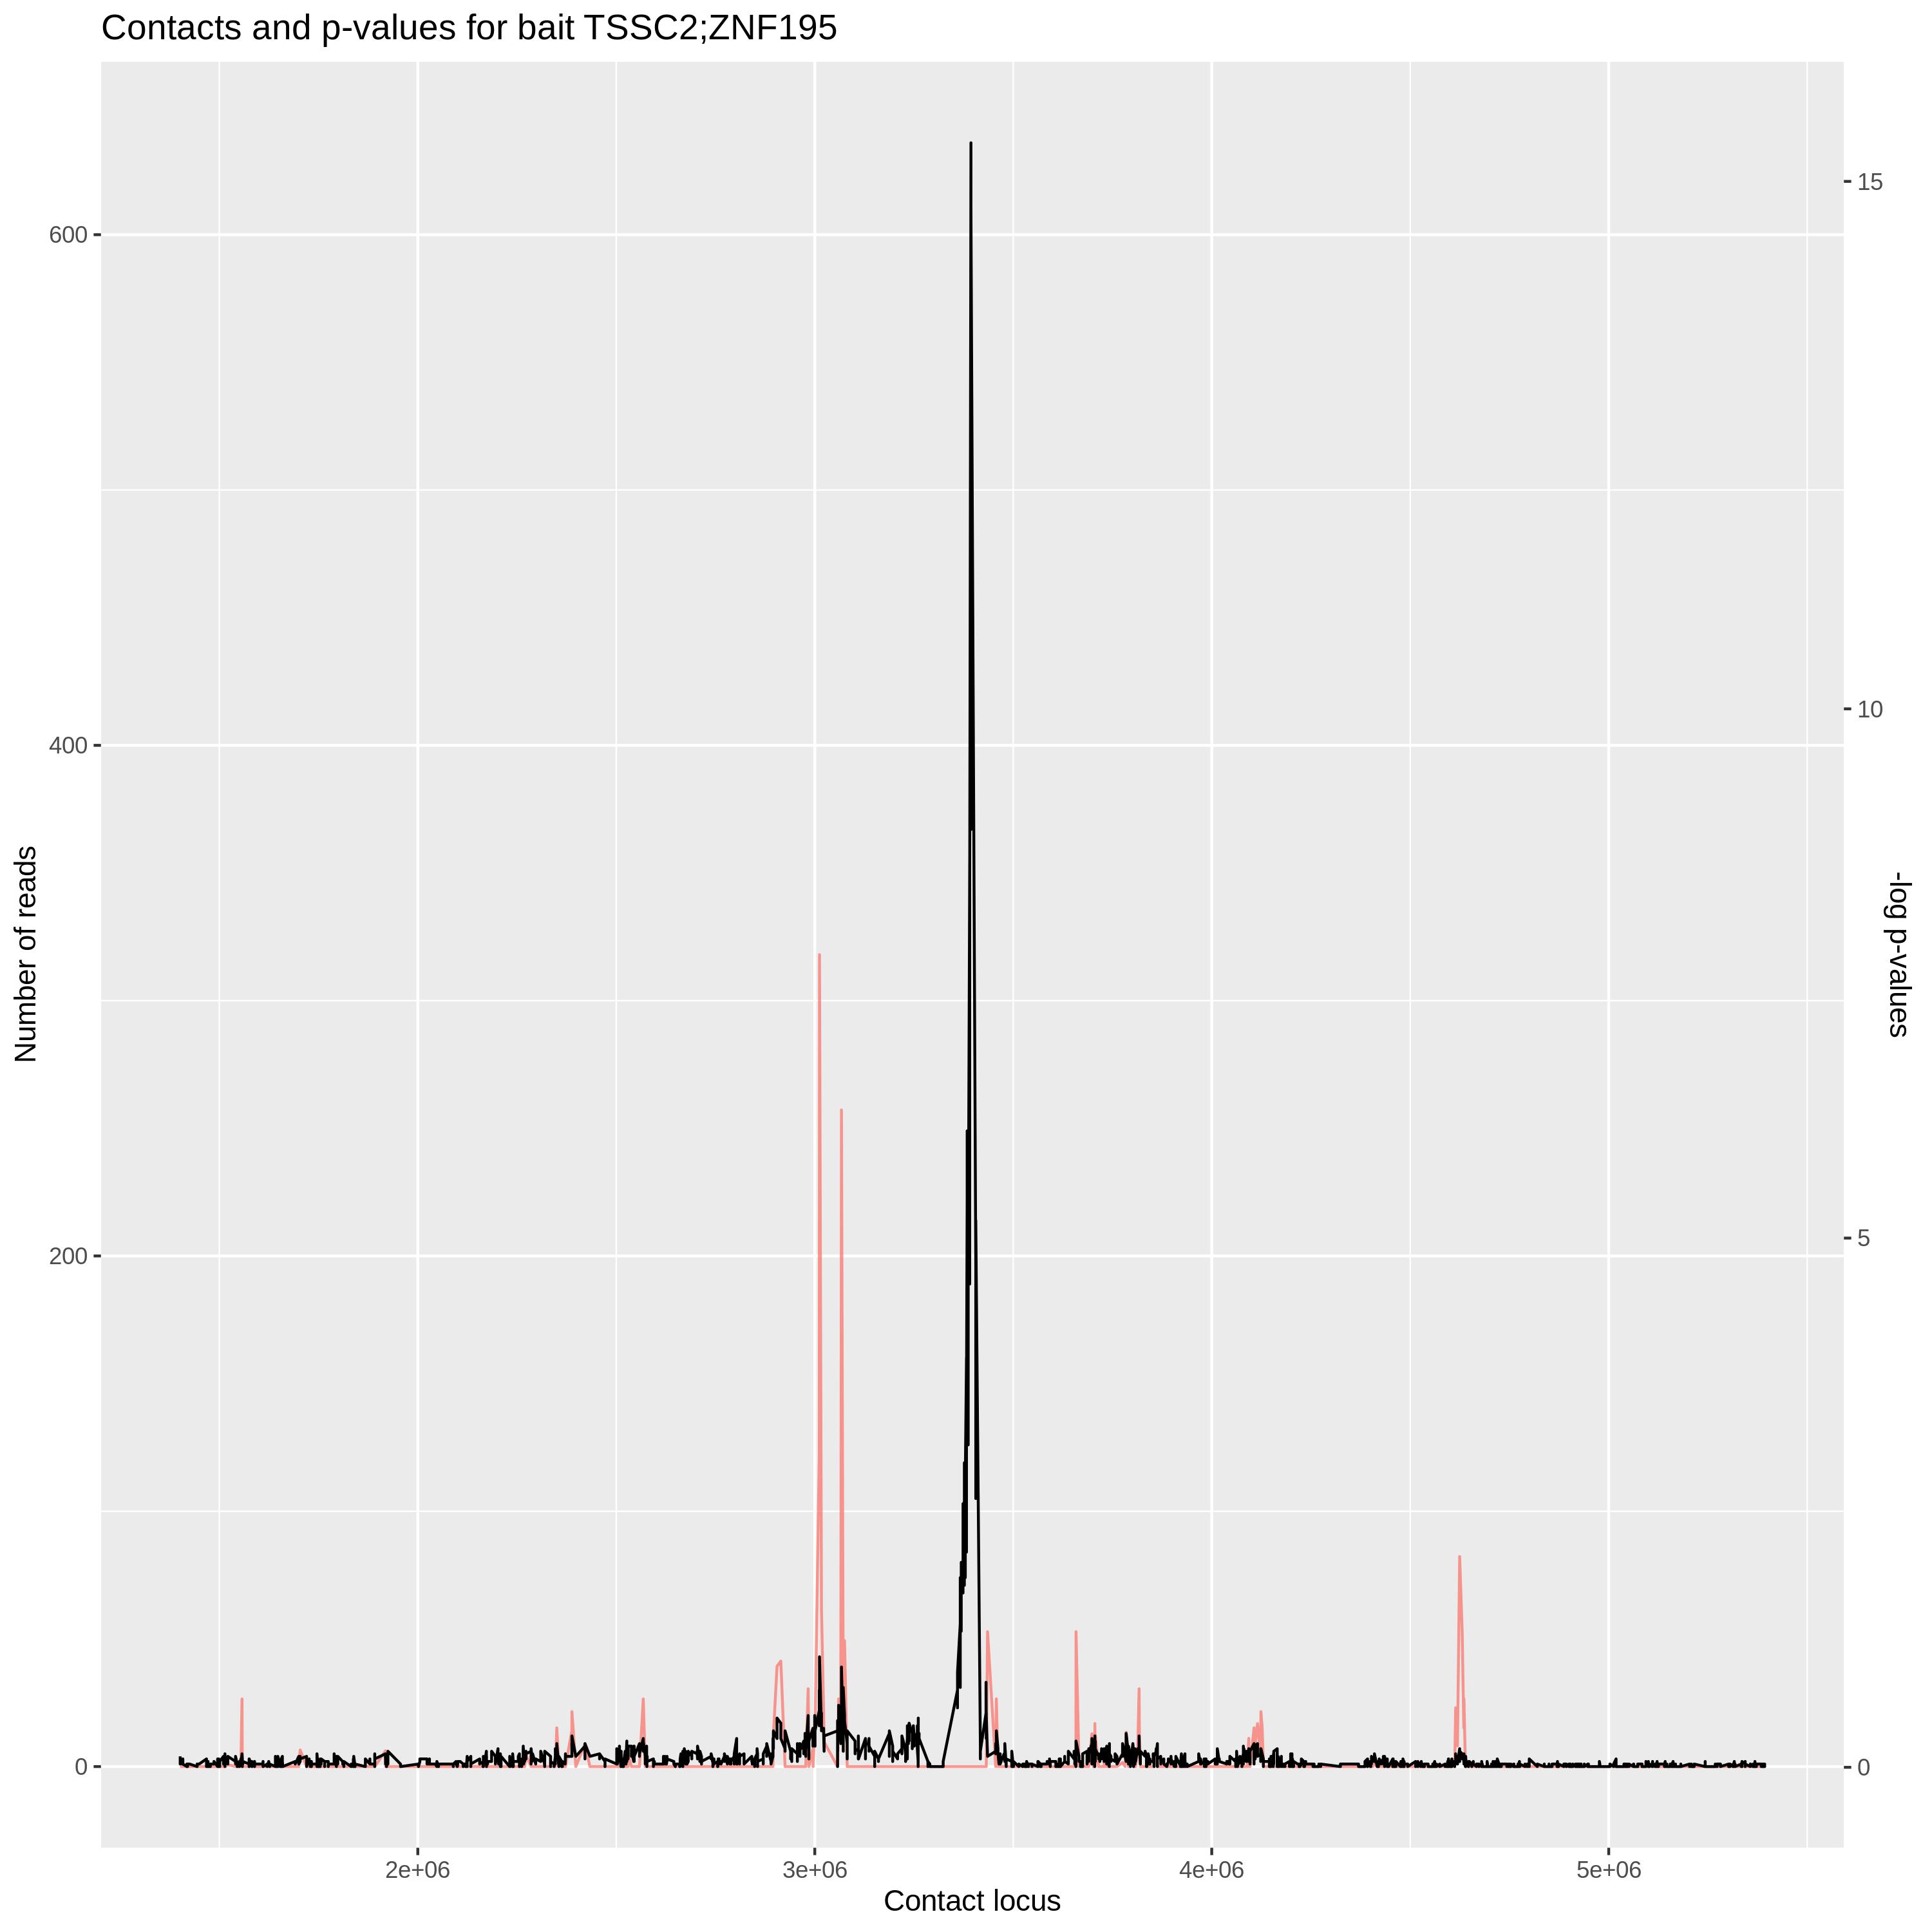 Contacts and p-values for bait TSSC2;ZNF195
600
400
200
0
15
10
5
0
Number of reads
-log p-values
2e+06 3e+06 4e+06 5e+06
Contact locus